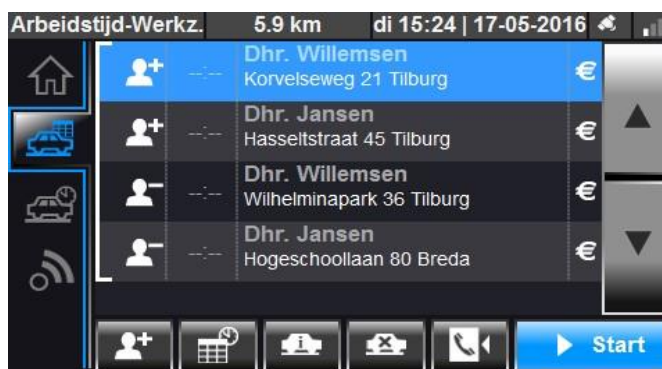 Arbeidstijd-Werkz. 5.9 km di 15:24 | 17-05-2016
--:-- Dhr. Willemsen €
Korvelseweg 21 Tilburg
--:-- Dhr. Jansen €
Hasseltstraat 45 Tilburg
--:-- Dhr. Willemsen €
Wilhelminapark 36 Tilburg
--:-- Dhr. Jansen €
Hogeschoollaan 80 Breda
Start